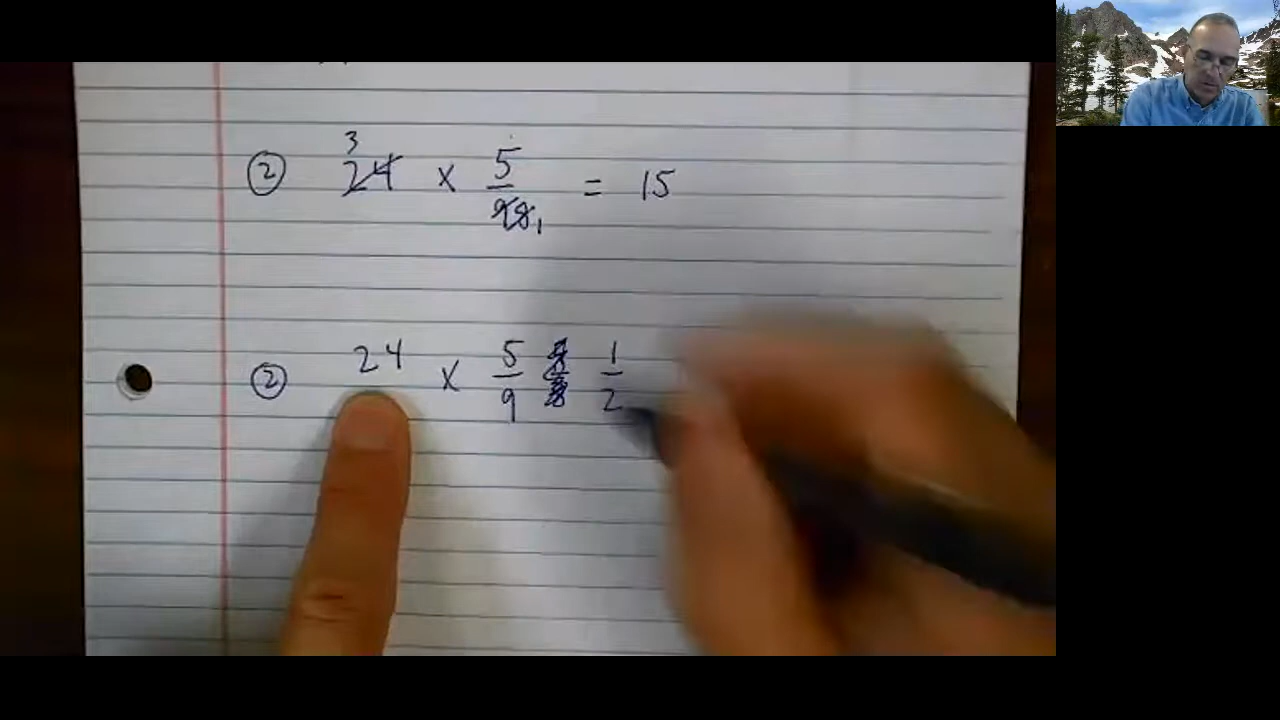 ② 3 24 × 5/98 1 = 15
② 24 × 5/9 1/2